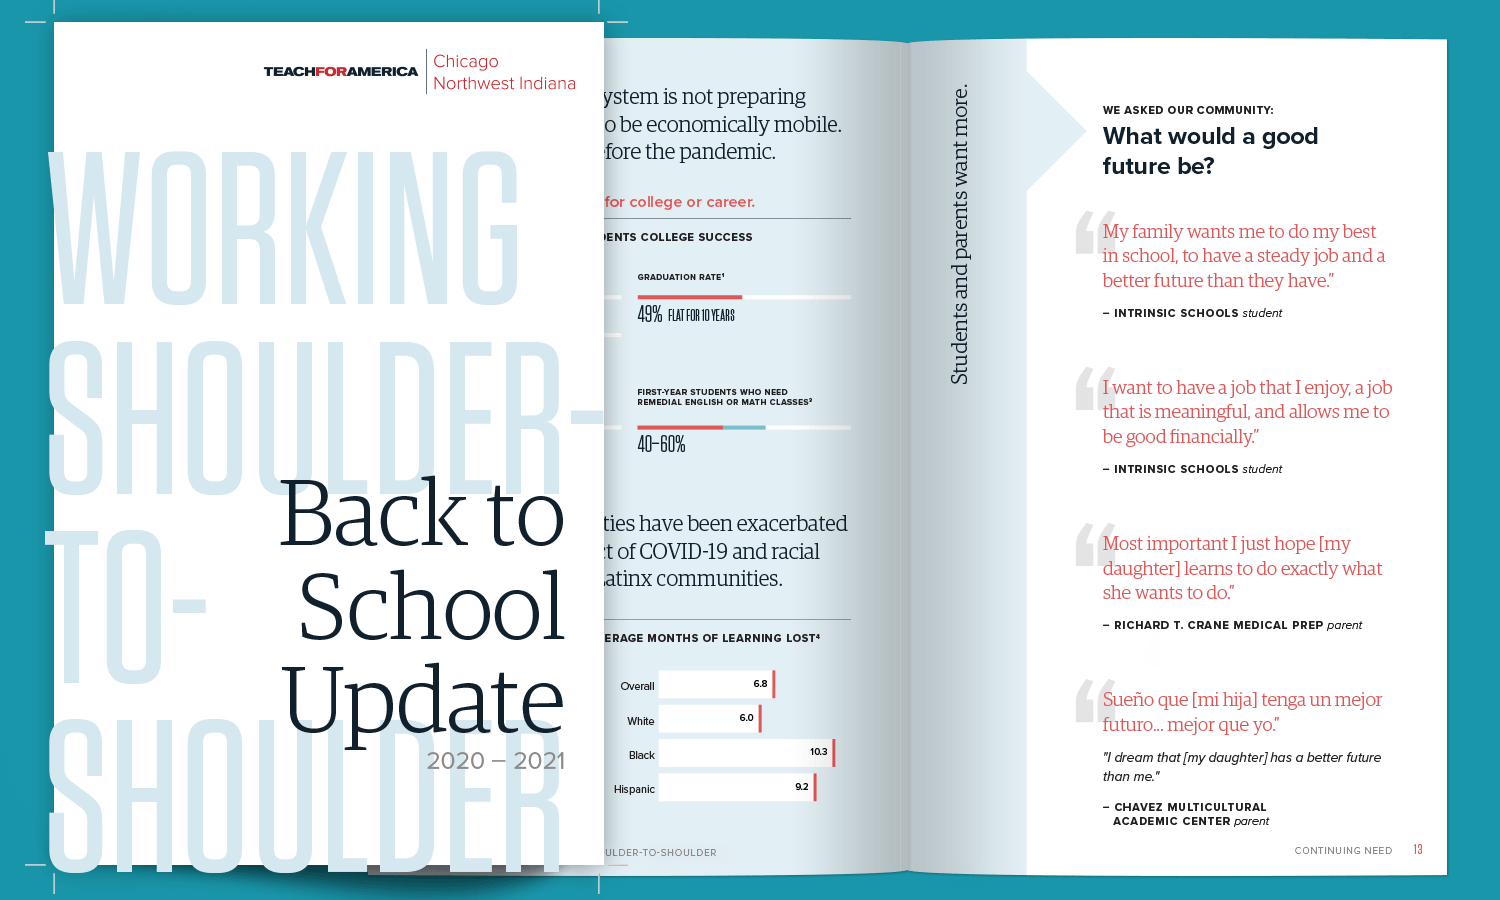 TEACHFORAMERICA
Chicago
Northwest Indiana
WORKING
SHOULDER-
TO-
SHOULDER
Back to
School
Update
2020 – 2021
is not preparing
to be economically mobile.
the pandemic.
for college or career.
COLLEGE SUCCESS
GRADUATION RATE¹
49% FLAT FOR 10 YEARS
FIRST-YEAR STUDENTS WHO NEED
REMEDIAL ENGLISH OR MATH CLASSES³
40–60%
have been exacerbated
of COVID-19 and racial
communities.
MONTHS OF LEARNING LOST⁴
Overall 6.8
White 6.0
Black 10.3
Hispanic 9.2
-TO-SHOULDER
Students and parents want more.
WE ASKED OUR COMMUNITY:
What would a good
future be?
“My family wants me to do my best
in school, to have a steady job and a
better future than they have.”
– INTRINSIC SCHOOLS student
“I want to have a job that I enjoy, a job
that is meaningful, and allows me to
be good financially.”
– INTRINSIC SCHOOLS student
“Most important I just hope [my
daughter] learns to do exactly what
she wants to do.”
– RICHARD T. CRANE MEDICAL PREP parent
“Sueño que [mi hija] tenga un mejor
futuro... mejor que yo.”
"I dream that [my daughter] has a better future
than me."
– CHAVEZ MULTICULTURAL
ACADEMIC CENTER parent
CONTINUING NEED 13